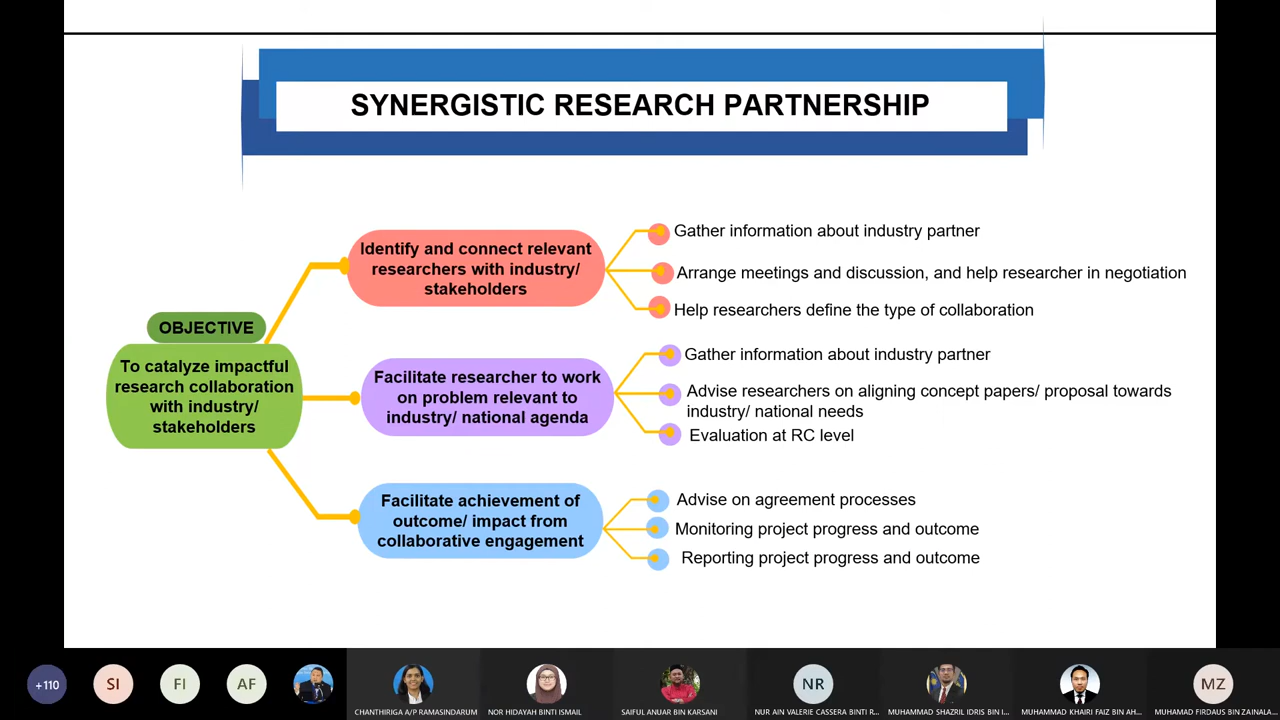 SYNERGISTIC RESEARCH PARTNERSHIP
OBJECTIVE
To catalyze impactful
research collaboration
with industry/
stakeholders
Identify and connect relevant
researchers with industry/
stakeholders
Gather information about industry partner
Arrange meetings and discussion, and help researcher in negotiation
Help researchers define the type of collaboration
Facilitate researcher to work
on problem relevant to
industry/ national agenda
Gather information about industry partner
Advise researchers on aligning concept papers/ proposal towards
industry/ national needs
Evaluation at RC level
Facilitate achievement of
outcome/ impact from
collaborative engagement
Advise on agreement processes
Monitoring project progress and outcome
Reporting project progress and outcome
+110
SI
FI
AF
CHANTHIRIGA A/P RAMASINDARUM
NOR HIDAYAH BINTI ISMAIL
SAIFUL ANUAR BIN KARSANI
NR
NUR AIN VALERIE CASSERA BINTI R...
MUHAMMAD SHAZRIL IDRIS BIN I...
MUHAMMAD KHAIRI FAIZ BIN AH...
MZ
MUHAMAD FIRDAUS BIN ZAINALA...